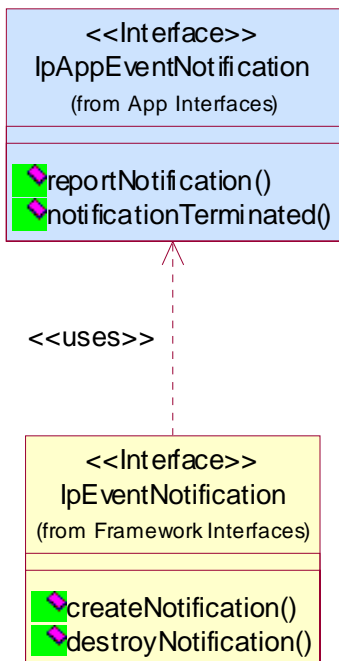 <<Interface>>
IpAppEventNotification
(from App Interfaces)
reportNotification()
notificationTerminated()
<<uses>>
<<Interface>>
IpEventNotification
(from Framework Interfaces)
createNotification()
destroyNotification()